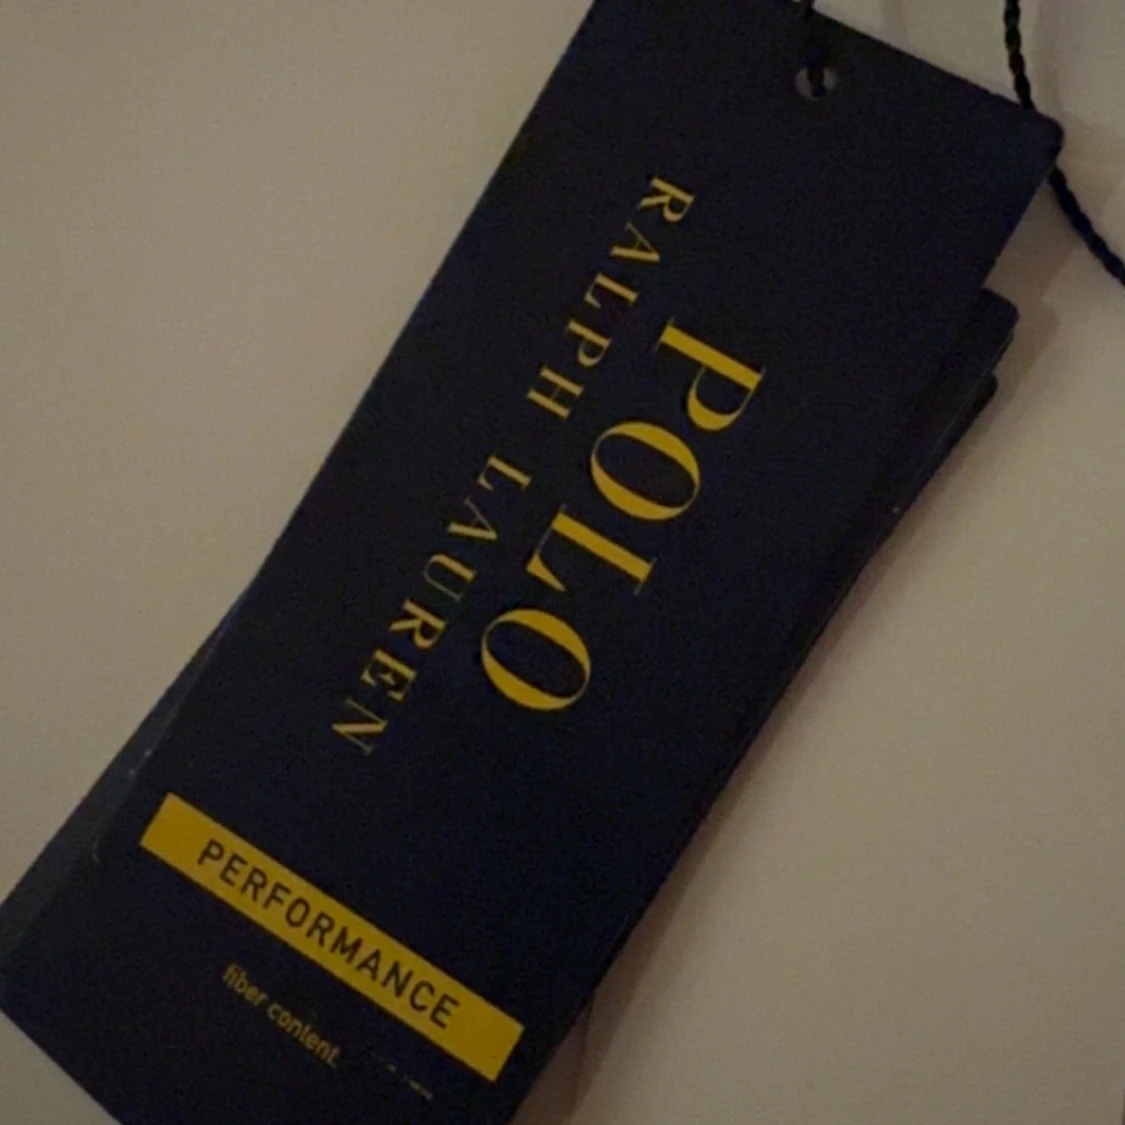 POLO
RALPH LAUREN
PERFORMANCE
fiber content